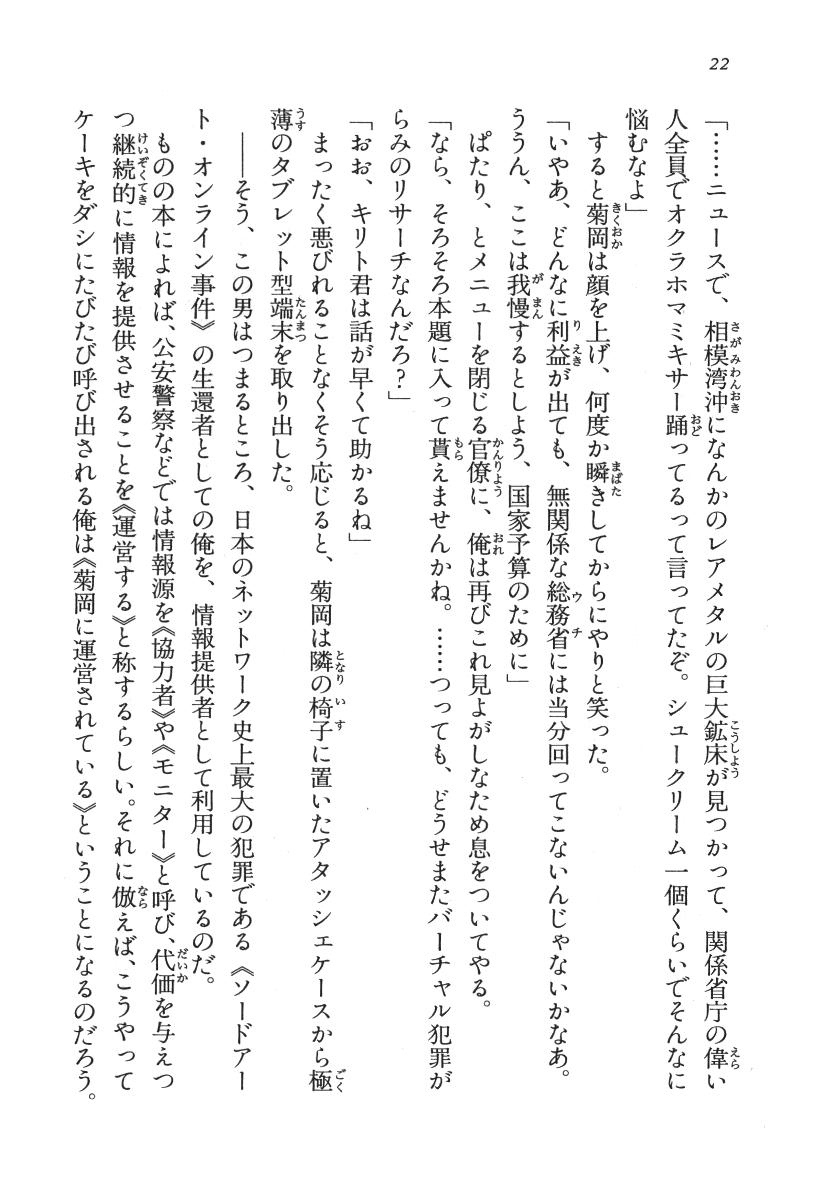 22
「……ニュースで、相模湾沖になんかのレアメタルの巨大鉱床が見つかって、関係省庁の偉い
人全員でオクラホマミキサー踊ってるって言ってたぞ。シュークリーム一個くらいでそんなに
悩むなよ」
すると菊岡は顔を上げ、何度か瞬きしてからにやりと笑った。
「いやあ、どんなに利益が出ても、無関係な総務省には当分回ってこないんじゃないかなあ。
ううん、ここは我慢するとしよう、国家予算のために」
ぱたり、とメニューを閉じる官僚に、俺は再びこれ見よがしなため息をついてやる。
「なら、そろそろ本題に入って貰えませんかね。……つっても、どうせまたバーチャル犯罪が
らみのリサーチなんだろ？」
「おお、キリト君は話が早くて助かるね」
まったく悪びれることなくそう応じると、菊岡は隣の椅子に置いたアタッシェケースから極
薄のタブレット型端末を取り出した。
――そう、この男はつまるところ、日本のネットワーク史上最大の犯罪である《ソードアー
ト・オンライン事件》の生還者としての俺を、情報提供者として利用しているのだ。
ものの本によれば、公安警察などでは情報源を《協力者》や《モニター》と呼び、代価を与えつ
つ継続的に情報を提供させることを《運営する》と称するらしい。それに倣えば、こうやって
ケーキをダシにたびたび呼び出される俺は《菊岡に運営されている》ということになるのだろう。